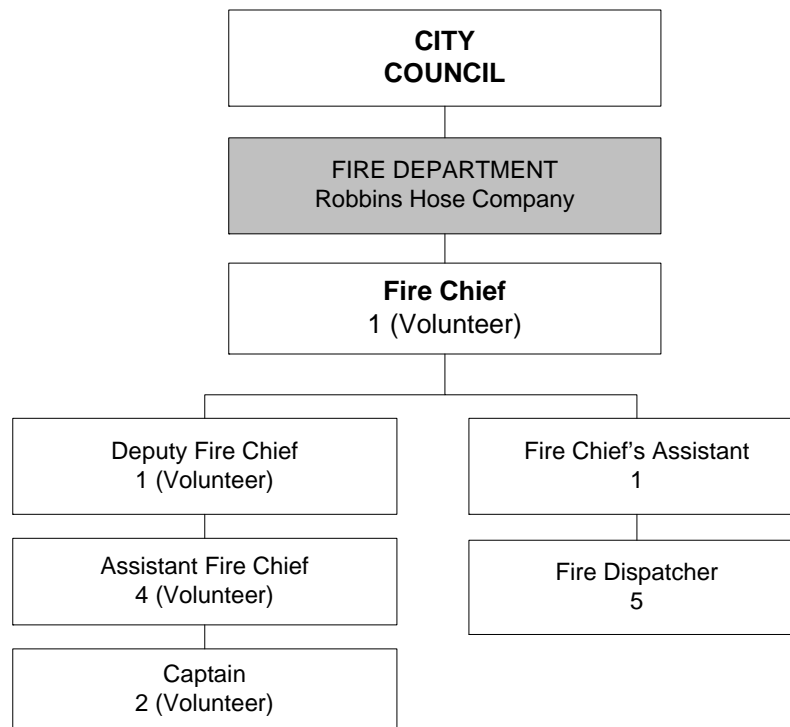 CITY
COUNCIL
FIRE DEPARTMENT
Robbins Hose Company
Fire Chief
1 (Volunteer)
Deputy Fire Chief
1 (Volunteer)
Fire Chief's Assistant
1
Assistant Fire Chief
4 (Volunteer)
Fire Dispatcher
5
Captain
2 (Volunteer)